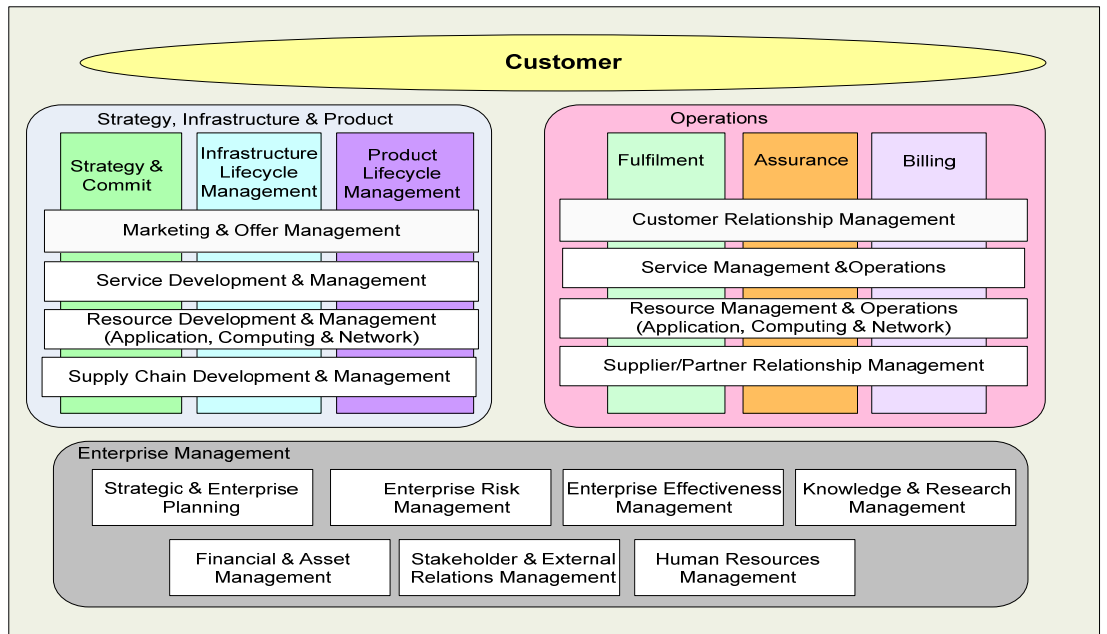 Customer
Strategy, Infrastructure & Product
Strategy &
Commit
Infrastructure
Lifecycle
Management
Product
Lifecycle
Management
Marketing & Offer Management
Service Development & Management
Resource Development & Management
(Application, Computing & Network)
Supply Chain Development & Management
Operations
Fulfilment
Assurance
Billing
Customer Relationship Management
Service Management &Operations
Resource Management & Operations
(Application, Computing & Network)
Supplier/Partner Relationship Management
Enterprise Management
Strategic & Enterprise
Planning
Enterprise Risk
Management
Enterprise Effectiveness
Management
Knowledge & Research
Management
Financial & Asset
Management
Stakeholder & External
Relations Management
Human Resources
Management